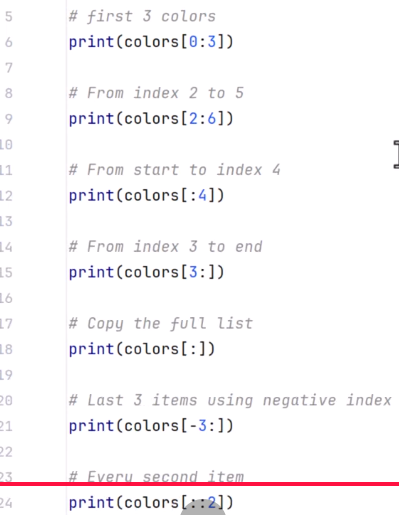 5 # first 3 colors
6 print(colors[0:3])
7
8 # From index 2 to 5
9 print(colors[2:6])
10
11 # From start to index 4
12 print(colors[:4])
13
14 # From index 3 to end
15 print(colors[3:])
16
17 # Copy the full list
18 print(colors[:])
19
20 # Last 3 items using negative index
21 print(colors[-3:])
22
23 # Every second item
24 print(colors[::2])